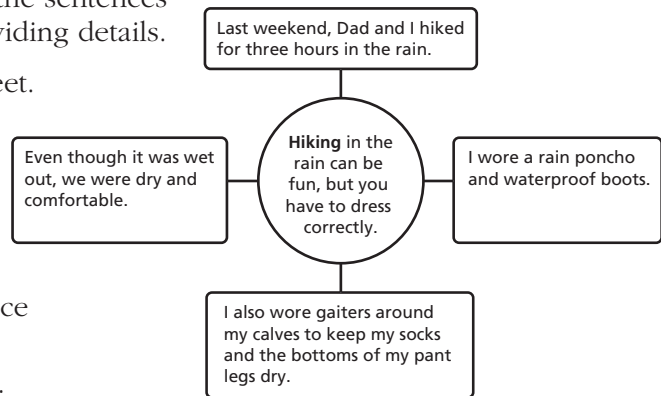 the sentences
viding details.
eet.
ce
Last weekend, Dad and I hiked
for three hours in the rain.
Even though it was wet
out, we were dry and
comfortable.
Hiking in the
rain can be
fun, but you
have to dress
correctly.
I wore a rain poncho
and waterproof boots.
I also wore gaiters around
my calves to keep my socks
and the bottoms of my pant
legs dry.